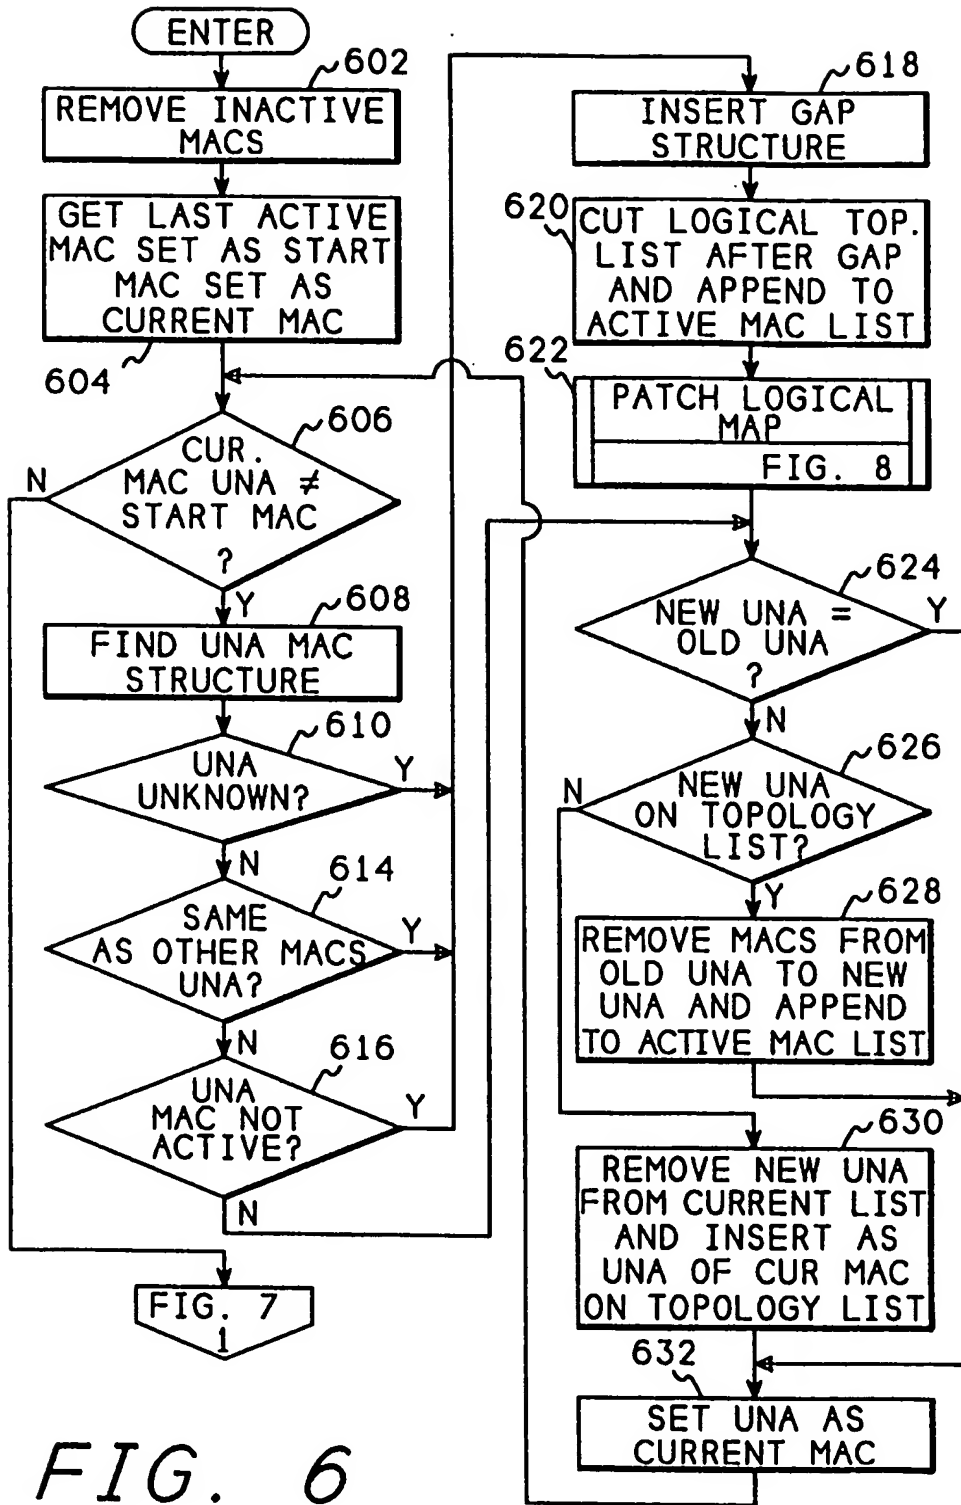 ENTER
602
REMOVE INACTIVE
MACS
GET LAST ACTIVE
MAC SET AS START
MAC SET AS
CURRENT MAC
604
606
CUR.
MAC UNA ≠
START MAC
?
N
Y
608
FIND UNA MAC
STRUCTURE
610
UNA
UNKNOWN?
Y
N
614
SAME
AS OTHER MACS
UNA?
Y
N
616
UNA
MAC NOT
ACTIVE?
Y
N
FIG. 7
1
618
INSERT GAP
STRUCTURE
620
CUT LOGICAL TOP.
LIST AFTER GAP
AND APPEND TO
ACTIVE MAC LIST
622
PATCH LOGICAL
MAP
FIG. 8
624
NEW UNA =
OLD UNA
?
Y
N
626
NEW UNA
ON TOPOLOGY
LIST?
N
Y
628
REMOVE MACS FROM
OLD UNA TO NEW
UNA AND APPEND
TO ACTIVE MAC LIST
630
REMOVE NEW UNA
FROM CURRENT LIST
AND INSERT AS
UNA OF CUR MAC
ON TOPOLOGY LIST
632
SET UNA AS
CURRENT MAC
FIG. 6